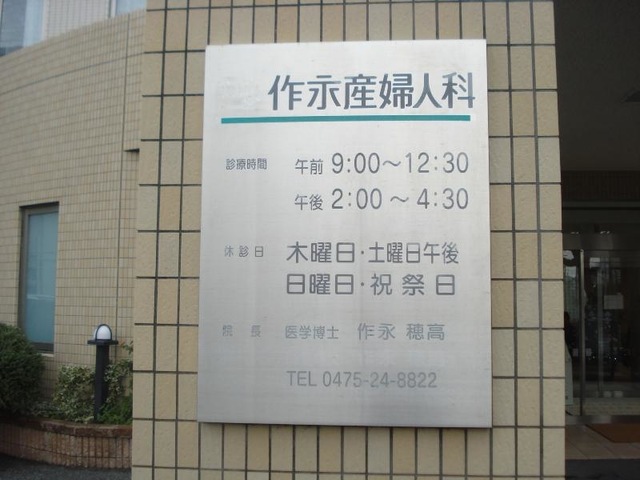 作永産婦人科
診療時間 午前 9:00～12:30
午後 2:00～4:30
休診日 木曜日・土曜日午後
日曜日・祝祭日
院長 医学博士 作永 穂高
TEL 0475-24-8822